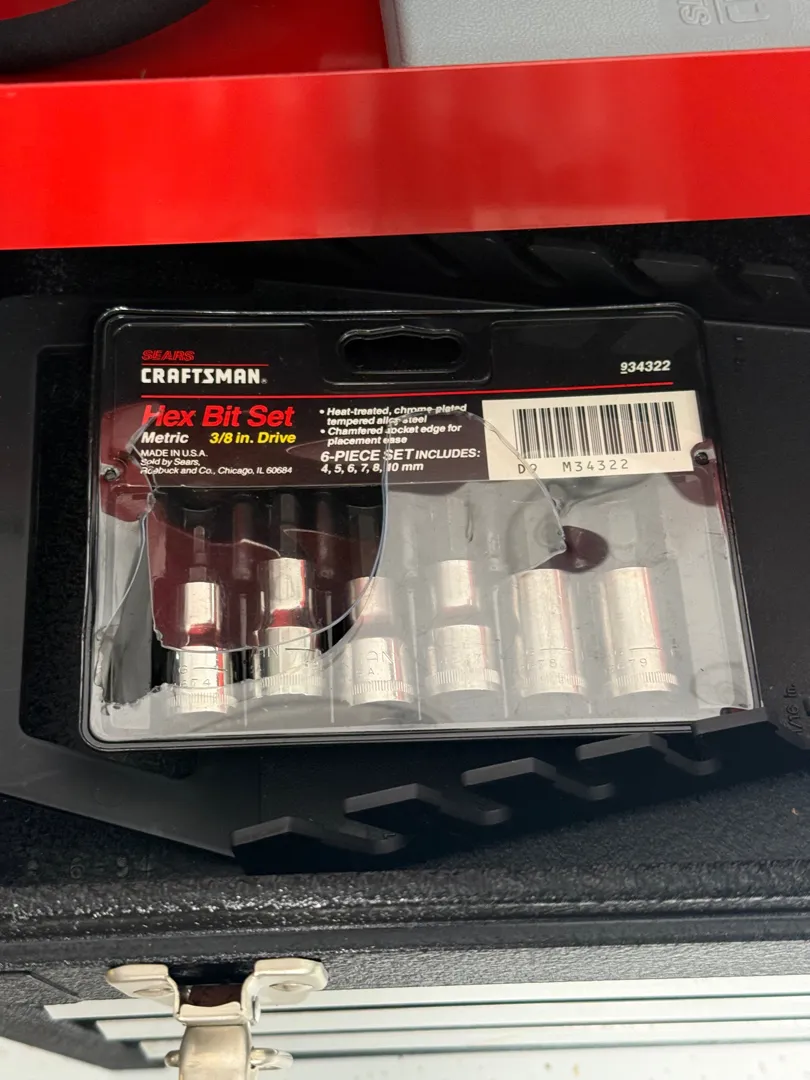 SEARS
CRAFTSMAN®
934322
Hex Bit Set
Metric 3/8 in. Drive
MADE IN U.S.A.
Sold by Sears,
Roebuck and Co., Chicago, IL 60684
• Heat-treated, chrome plated
tempered alloy steel
• Chamfered socket edge for
placement ease
6-PIECE SET INCLUDES:
4, 5, 6, 7, 8, 10 mm
D9 M34322